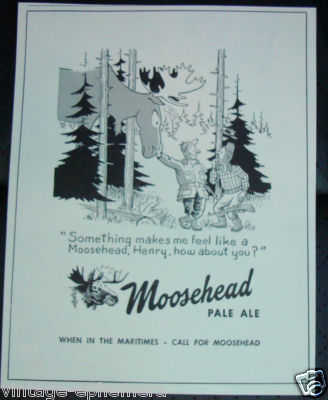 "Something makes me feel like a
Moosehead, Henry, how about you?"
Moosehead
PALE ALE
WHEN IN THE MARITIMES - CALL FOR MOOSEHEAD
vintage-ephemera
ebay